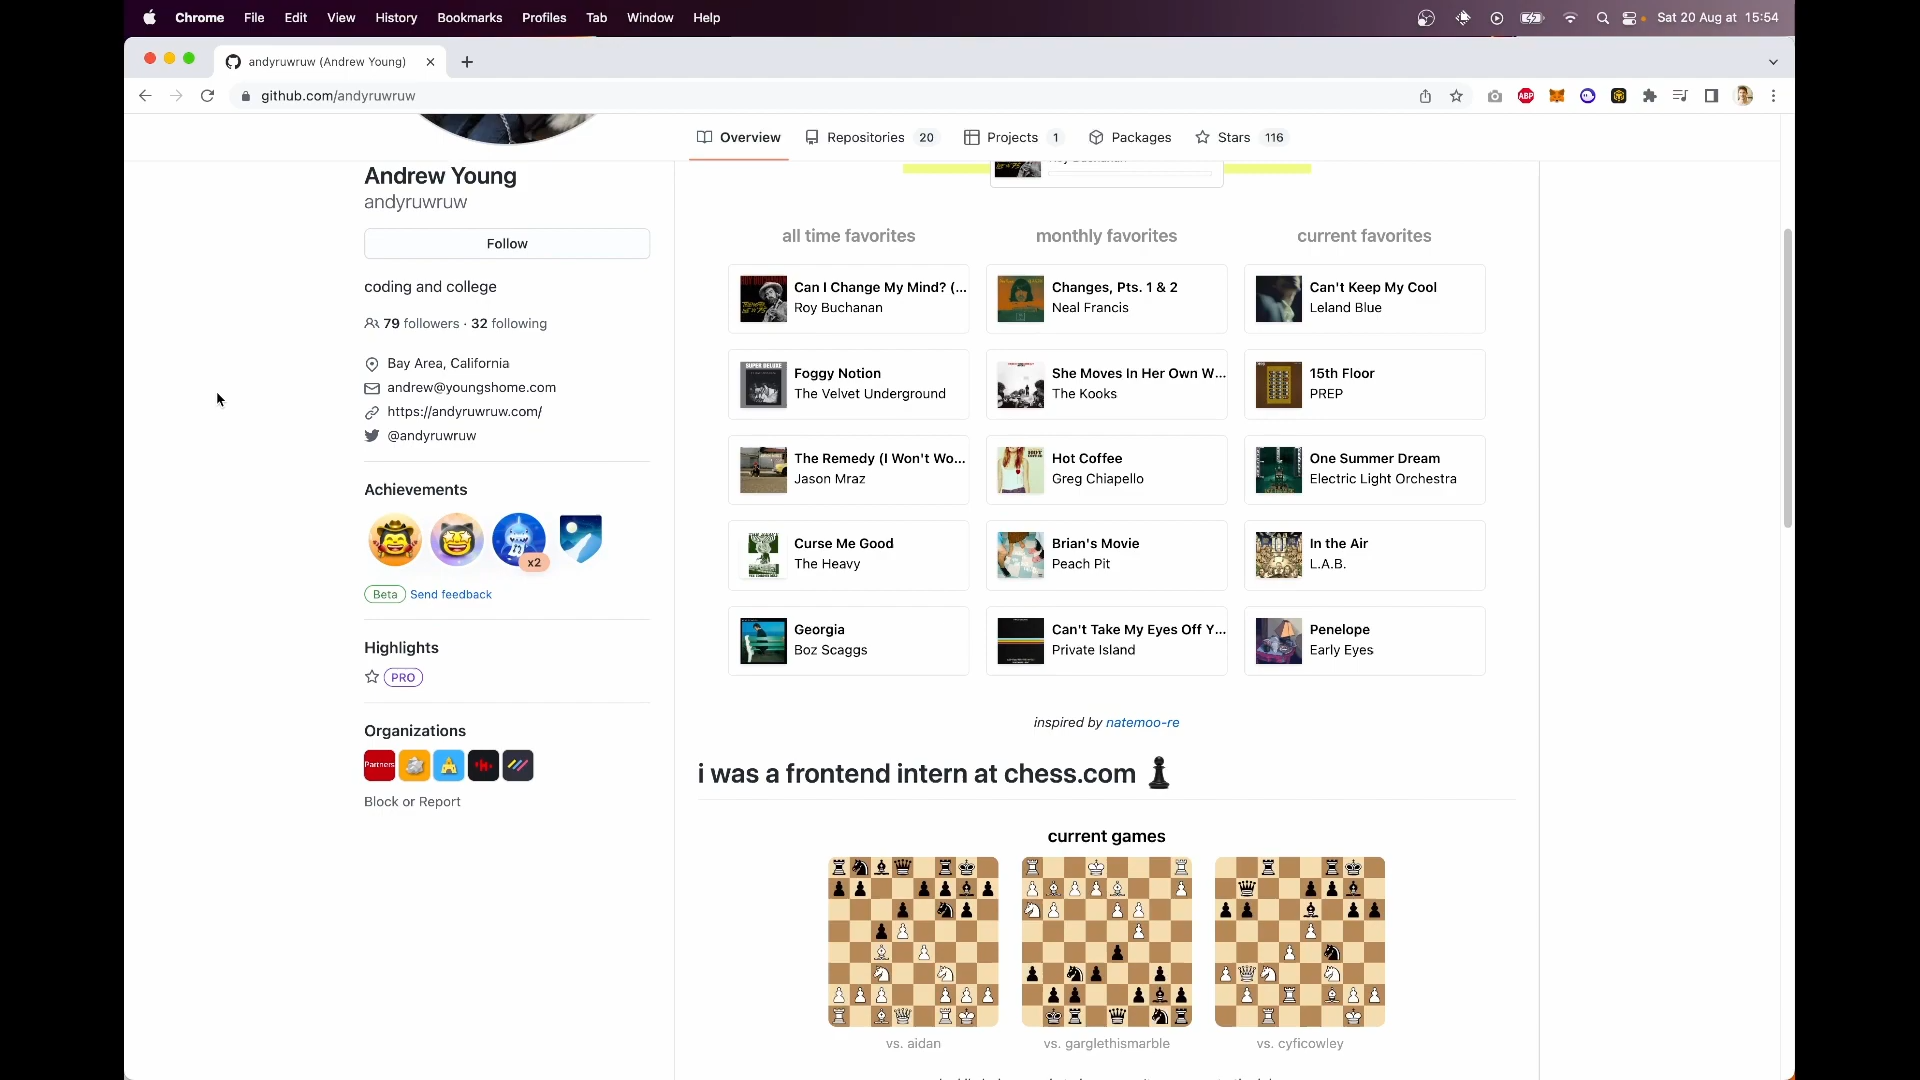 Chrome File Edit View History Bookmarks Profiles Tab Window Help Sat 20 Aug at 15:54
andyruwruw (Andrew Young)
github.com/andyruwruw
ABP
Overview Repositories 20 Projects 1 Packages Stars 116
Andrew Young
andyruwruw
Follow
coding and college
79 followers · 32 following
Bay Area, California
andrew@youngshome.com
https://andyruwruw.com/
@andyruwruw
Achievements
x2
Beta Send feedback
Highlights
PRO
Organizations
Partners
Block or Report
all time favorites
Can I Change My Mind? (...
Roy Buchanan
Foggy Notion
The Velvet Underground
The Remedy (I Won't Wo...
Jason Mraz
Curse Me Good
The Heavy
Georgia
Boz Scaggs
monthly favorites
Changes, Pts. 1 & 2
Neal Francis
She Moves In Her Own W...
The Kooks
Hot Coffee
Greg Chiapello
Brian's Movie
Peach Pit
Can't Take My Eyes Off Y...
Private Island
current favorites
Can't Keep My Cool
Leland Blue
15th Floor
PREP
One Summer Dream
Electric Light Orchestra
In the Air
L.A.B.
Penelope
Early Eyes
inspired by natemoo-re
i was a frontend intern at chess.com
current games
vs. aidan
vs. garglethismarble
vs. cyficowley